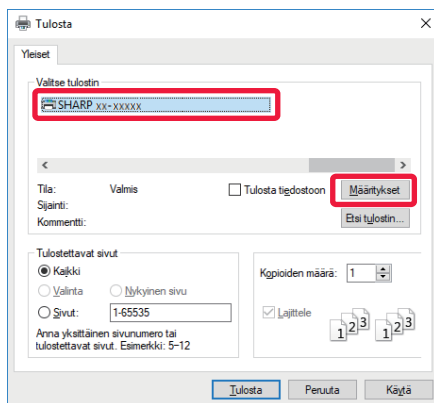 Tulosta
Yleiset
Valitse tulostin
SHARP xx-xxxxx
Tila: Valmis
Tulosta tiedostoon
Määritykset
Sijainti:
Kommentti:
Etsi tulostin...
Tulostettavat sivut
Kaikki
Valinta
Nykyinen sivu
Sivut: 1-65535
Anna yksittäinen sivunumero tai
tulostettavat sivut. Esimerkki: 5-12
Kopioiden määrä: 1
Lajittele
1 2 3 1 2 3
Tulosta Peruuta Käytä